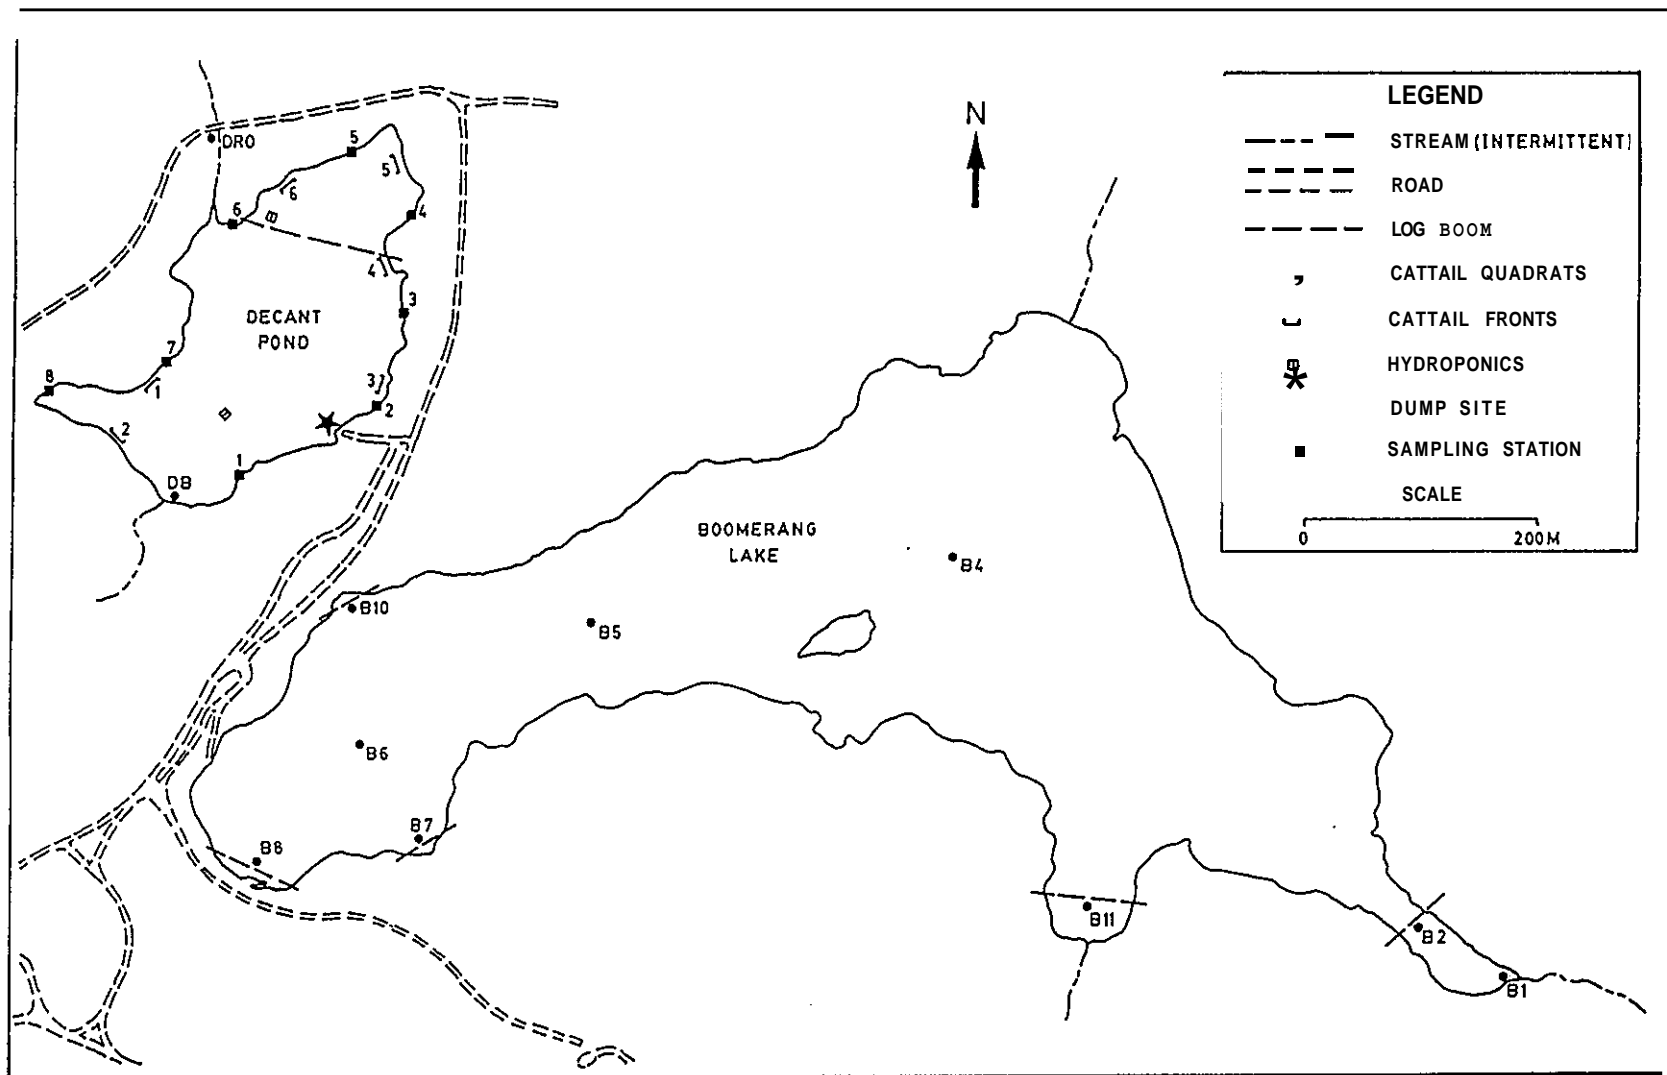 LEGEND
STREAM (INTERMITTENT)
ROAD
LOG BOOM
CATTAIL QUADRATS
CATTAIL FRONTS
HYDROPONICS
DUMP SITE
SAMPLING STATION
SCALE
0 200M
N
DRO
5
5
6
6
4
4
3
DECANT
POND
7
8
1
3
2
2
1
DB
BOOMERANG
LAKE
B4
B10
B5
B6
B7
B8
B11
B2
B1